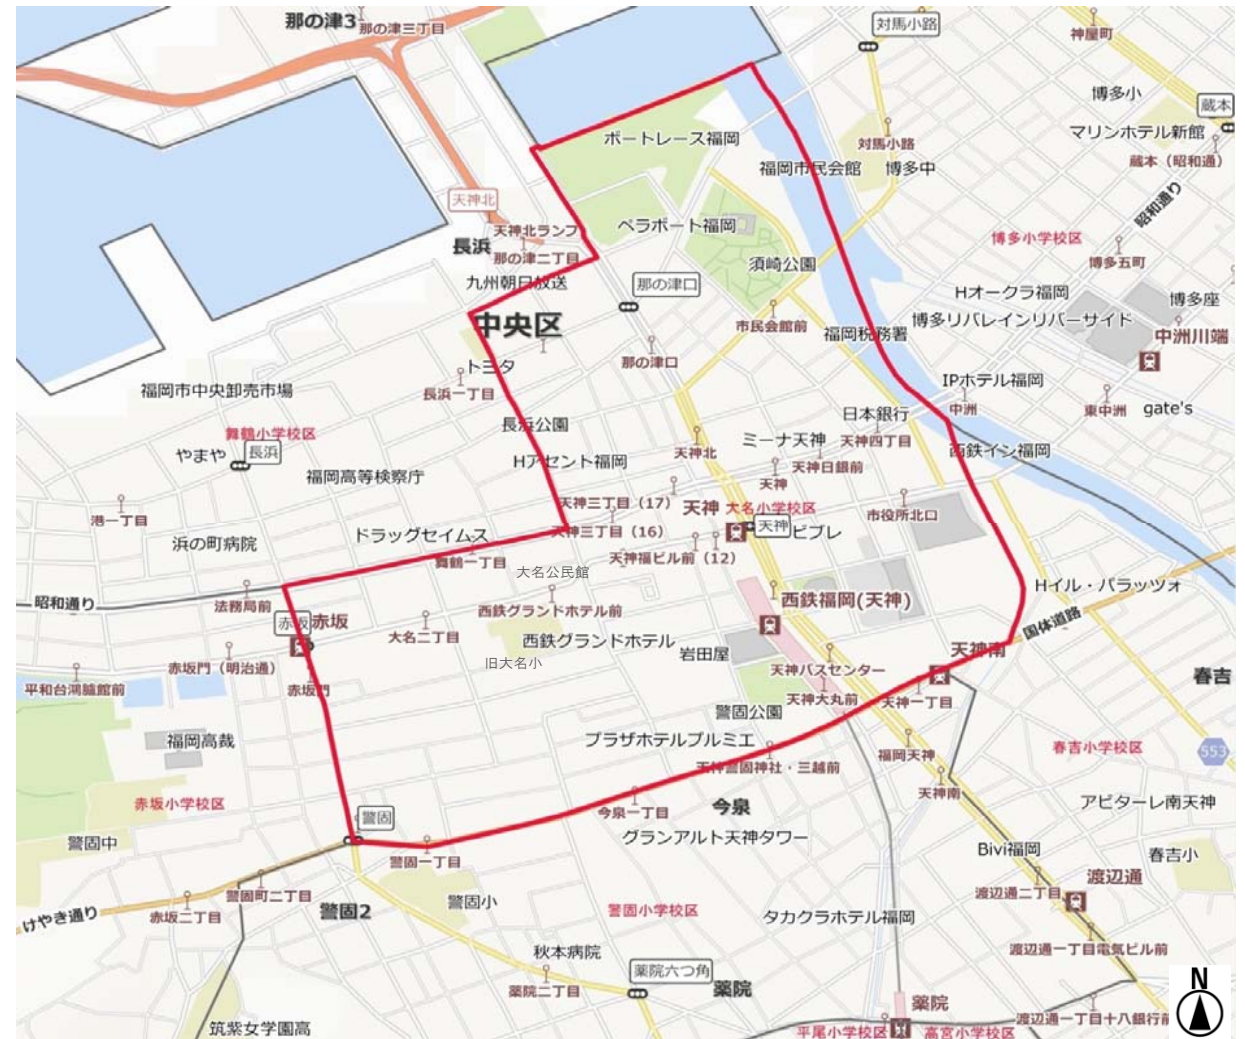 那の津3
那の津三丁目
対馬小路
神屋町
博多小
蔵本
マリンホテル新館
ボートレース福岡
対馬小路
蔵本（昭和通）
福岡市民会館
博多中
天神北
昭和通り
ペラボート福岡
天神北ランプ
長浜
那の津二丁目
博多小学校区
博多五町
須崎公園
九州朝日放送
那の津口
Hオークラ福岡
博多座
中央区
市民会館前
福岡税務署
博多リバレインリバーサイド
中洲川端
那の津口
トヨタ
IPホテル福岡
福岡市中央卸売市場
長浜一丁目
中洲
東中洲
gate's
日本銀行
長浜公園
舞鶴小学校区
ミーナ天神
天神四丁目
天神北
西鉄イン福岡
やまや
長浜
Hアセント福岡
天神日銀前
福岡高等検察庁
天神
天神三丁目（17）
天神
大名小学校区
市役所北口
港一丁目
天神三丁目（16）
天神
ビブレ
ドラッグセイムス
浜の町病院
舞鶴一丁目
天神福ビル前（12）
大名公民館
Hイル・パラッツォ
昭和通り
法務局前
西鉄グランドホテル前
西鉄福岡(天神)
赤坂
赤坂
大名二丁目
国体道路
西鉄グランドホテル
岩田屋
天神南
旧大名小
赤坂門（明治通）
天神バスセンター
春吉
平和台鴻臚館前
赤坂門
天神大丸前
天神一丁目
警固公園
福岡高裁
プラザホテルプルミエ
春吉小学校区
553
福岡天神
天神警固神社・三越前
天神南
赤坂小学校区
今泉
アビターレ南天神
今泉一丁目
警固
グランアルト天神タワー
警固中
Bivi福岡
春吉小
警固一丁目
渡辺通
渡辺通二丁目
警固町二丁目
警固小
けやき通り
赤坂二丁目
警固2
警固小学校区
タカクラホテル福岡
渡辺通一丁目電気ビル前
秋本病院
薬院六つ角
N
薬院二丁目
薬院
薬院
筑紫女学園高
平尾小学校区
高宮小学校区
渡辺通一丁目十八銀行前